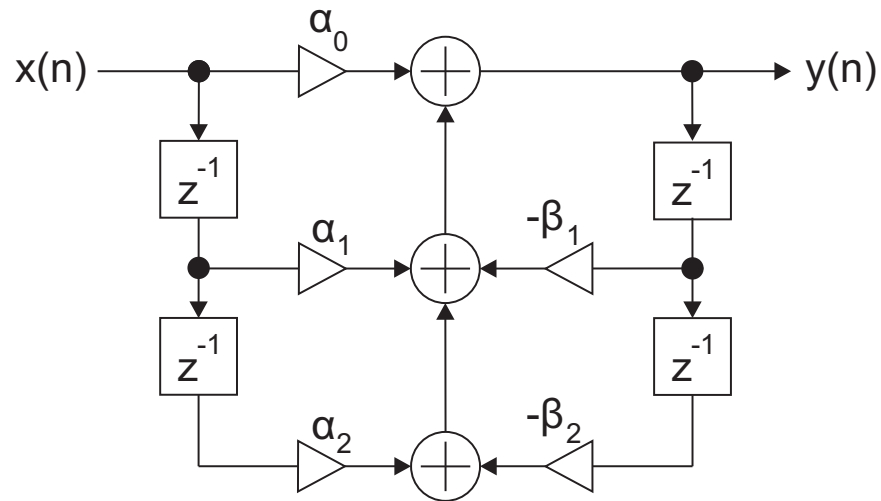 α₀
x(n) y(n)
z⁻¹ z⁻¹
α₁ -β₁
z⁻¹ z⁻¹
α₂ -β₂